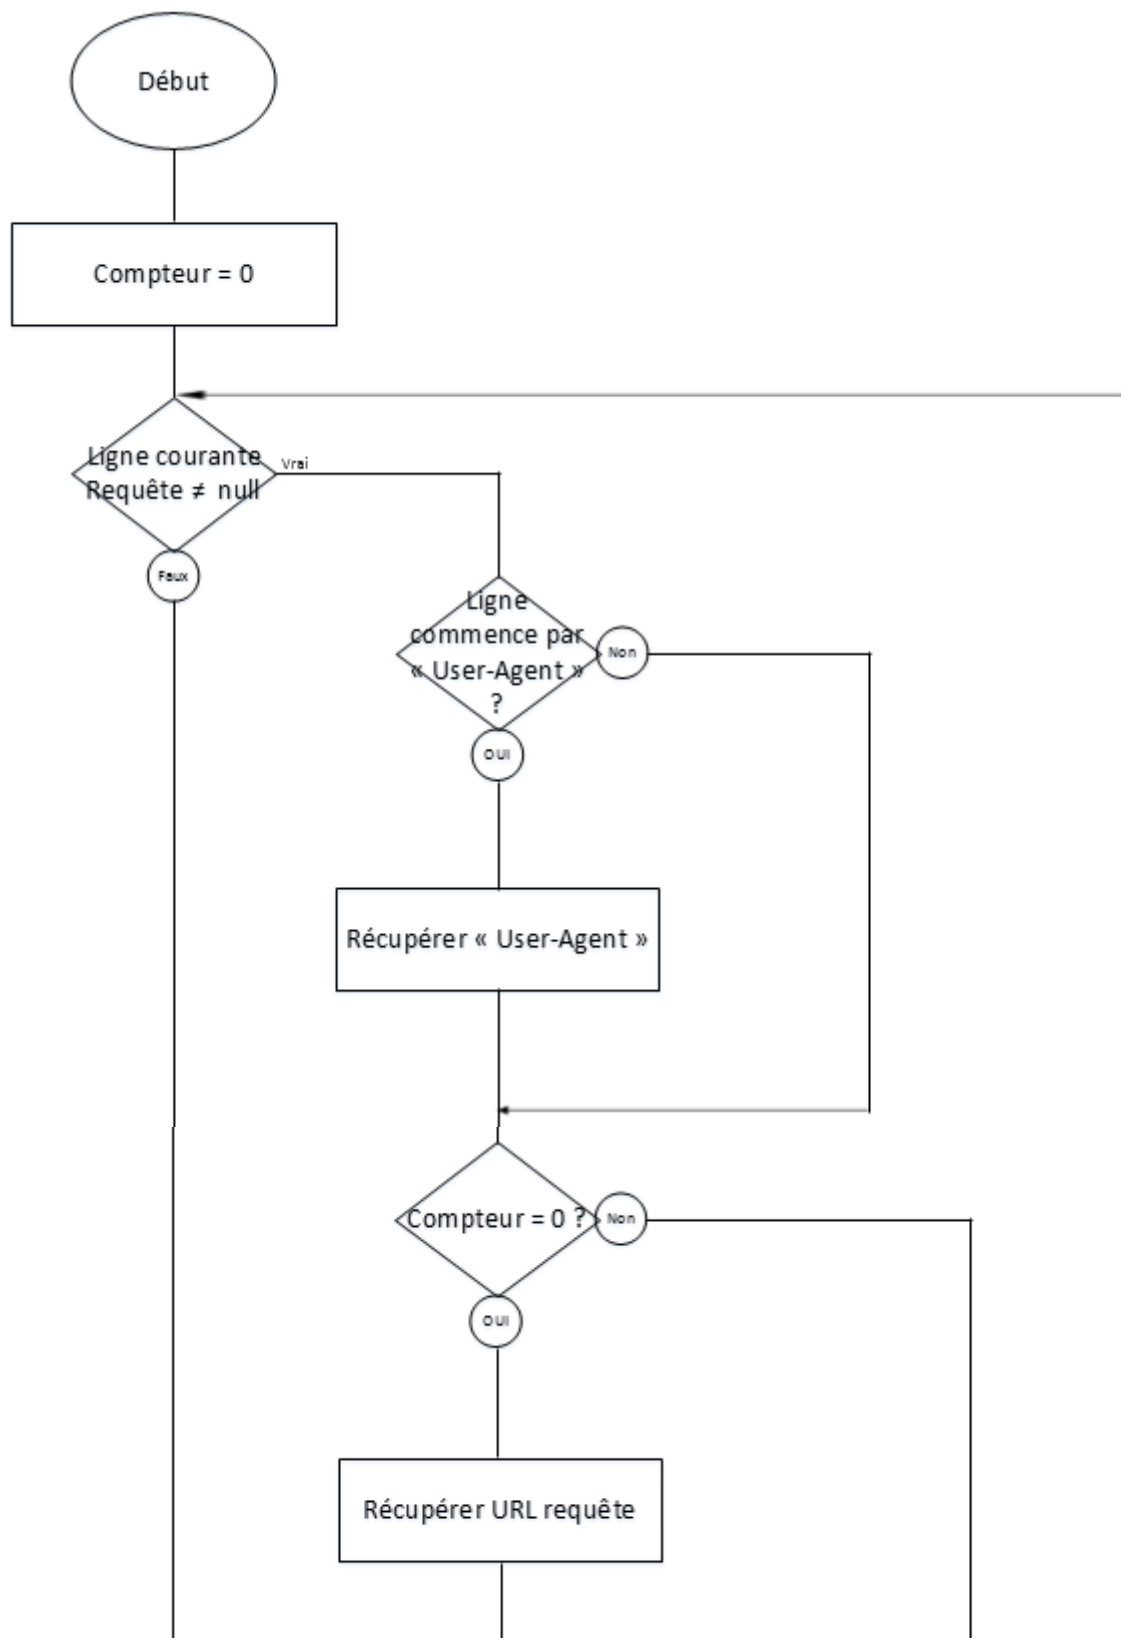 Début
Compteur = 0
Ligne courante
Requête ≠ null
Vrai
Faux
Ligne
commence par
« User-Agent »
?
Non
OUI
Récupérer « User-Agent »
Compteur = 0 ?
Non
OUI
Récupérer URL requête